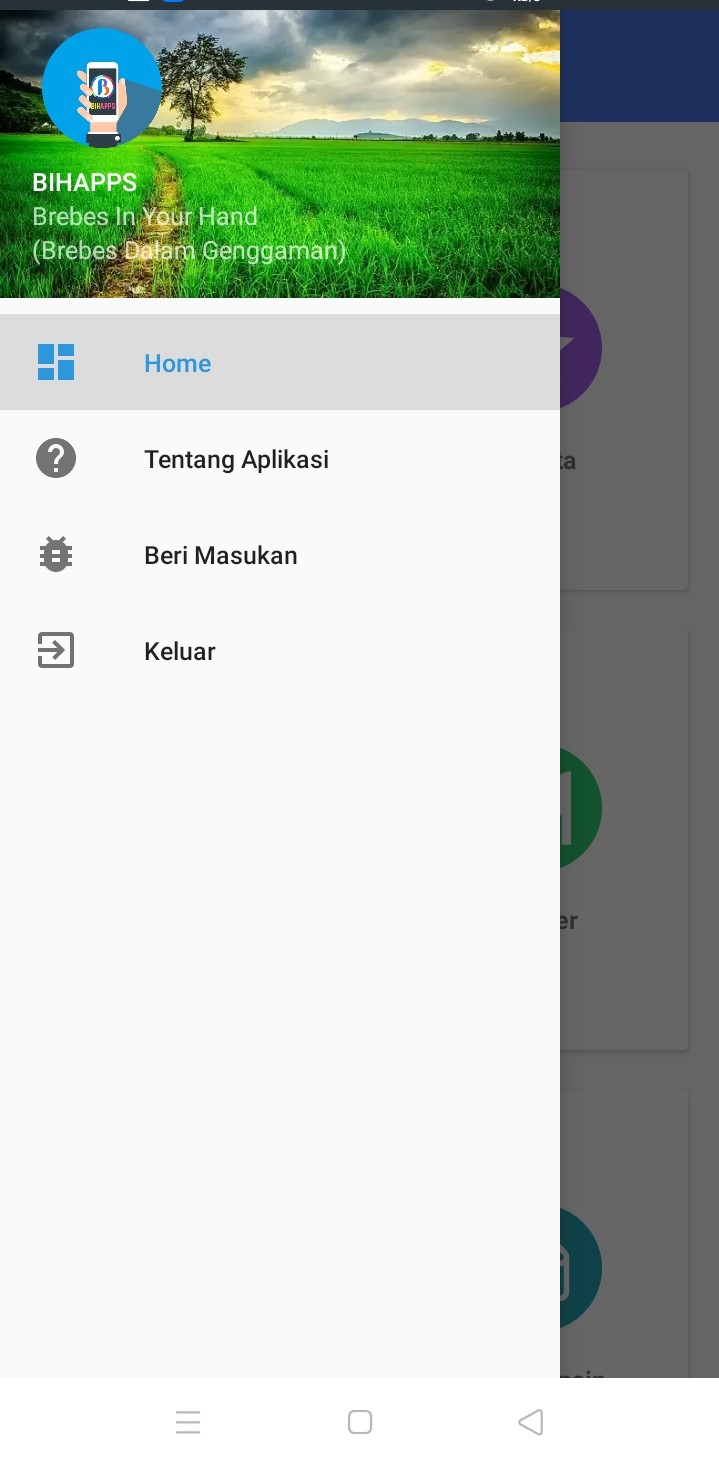 BIHAPPS
BIHAPPS
Brebes In Your Hand
(Brebes Dalam Genggaman)
Home
Tentang Aplikasi
Beri Masukan
Keluar
ta
er